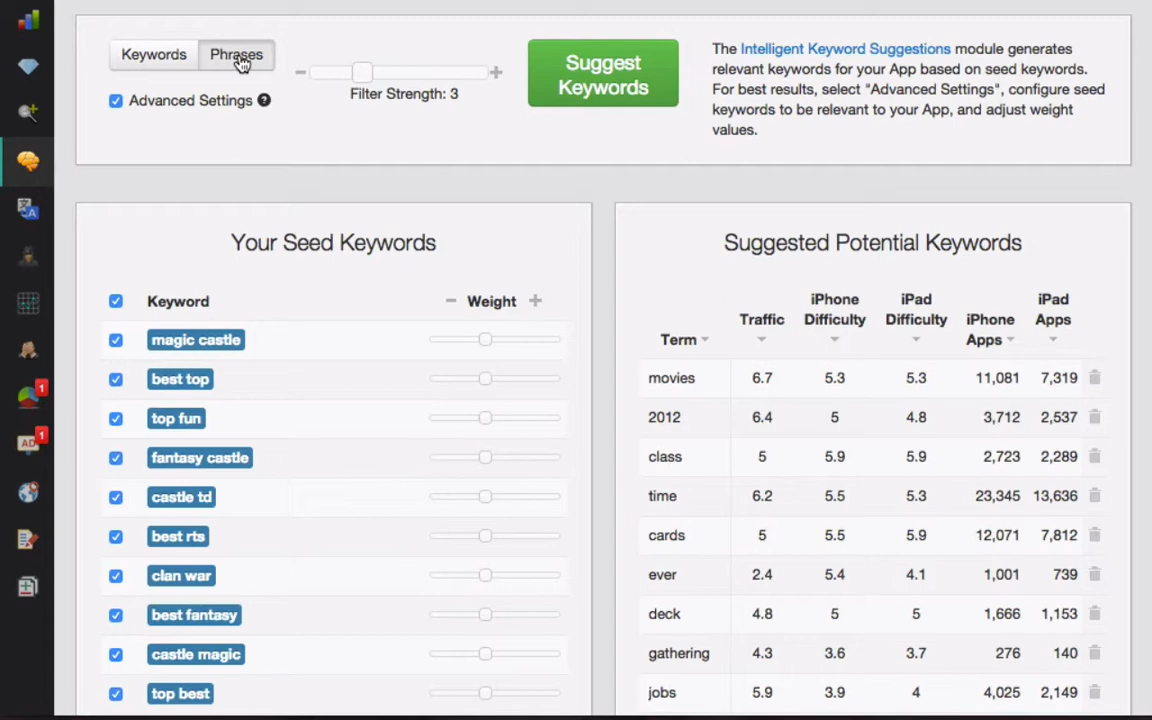 Keywords Phrases
Advanced Settings ?
Filter Strength: 3
Suggest
Keywords
The Intelligent Keyword Suggestions module generates
relevant keywords for your App based on seed keywords.
For best results, select "Advanced Settings", configure seed
keywords to be relevant to your App, and adjust weight
values.
1
AD 1
A
Your Seed Keywords
Keyword Weight
magic castle
best top
top fun
fantasy castle
castle td
best rts
clan war
best fantasy
castle magic
top best
Suggested Potential Keywords
Term Traffic iPhone Difficulty iPad Difficulty iPhone Apps iPad Apps
movies 6.7 5.3 5.3 11,081 7,319
2012 6.4 5 4.8 3,712 2,537
class 5 5.9 5.9 2,723 2,289
time 6.2 5.5 5.3 23,345 13,636
cards 5 5.5 5.9 12,071 7,812
ever 2.4 5.4 4.1 1,001 739
deck 4.8 5 5 1,666 1,153
gathering 4.3 3.6 3.7 276 140
jobs 5.9 3.9 4 4,025 2,149